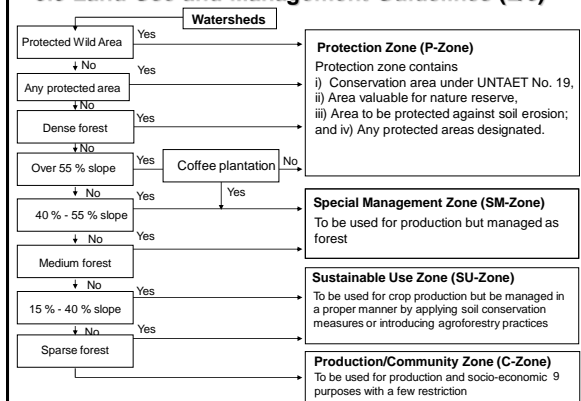 Watersheds
Protected Wild Area
Yes
No
Any protected area
Yes
No
Dense forest
Yes
No
Over 55 % slope
Yes
Coffee plantation
No
Yes
No
40 % - 55 % slope
Yes
No
Medium forest
Yes
No
15 % - 40 % slope
Yes
No
Sparse forest
Yes
Protection Zone (P-Zone)
Protection zone contains
i) Conservation area under UNTAET No. 19,
ii) Area valuable for nature reserve,
iii) Area to be protected against soil erosion;
and iv) Any protected areas designated.
Special Management Zone (SM-Zone)
To be used for production but managed as
forest
Sustainable Use Zone (SU-Zone)
To be used for crop production but be managed in
a proper manner by applying soil conservation
measures or introducing agroforestry practices
Production/Community Zone (C-Zone)
To be used for production and socio-economic
purposes with a few restriction
9